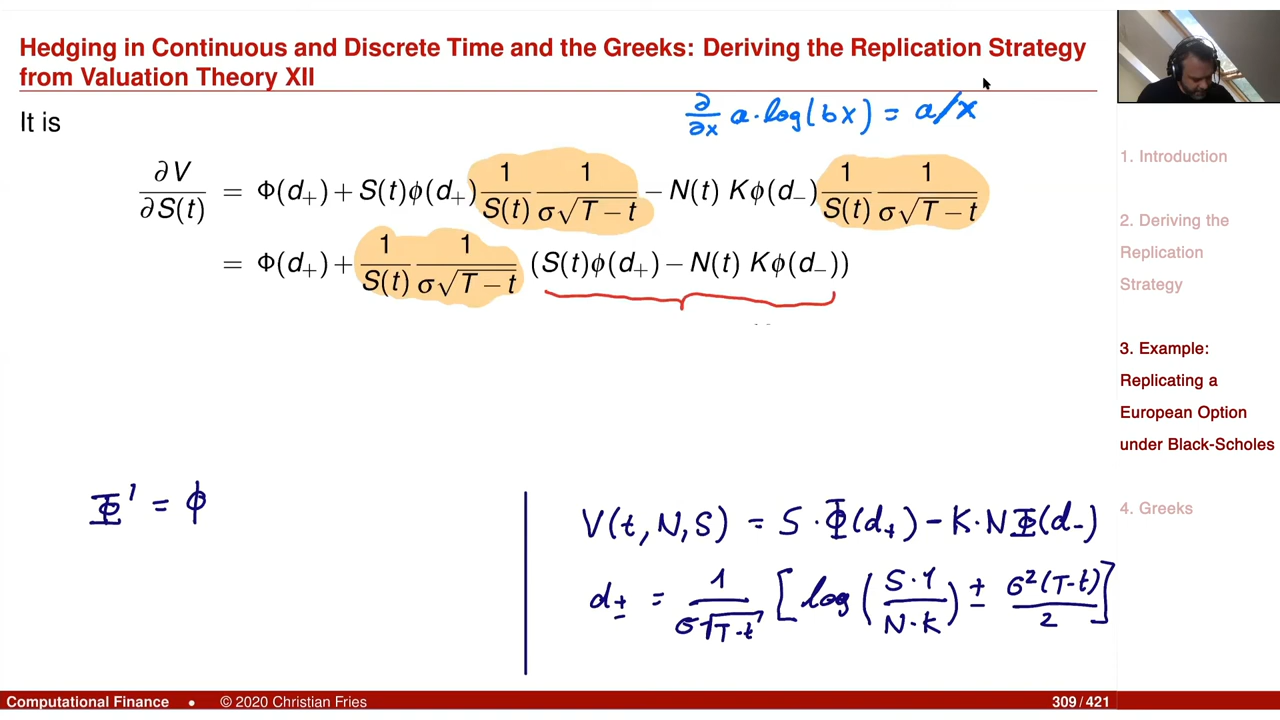 Hedging in Continuous and Discrete Time and the Greeks: Deriving the Replication Strategy
from Valuation Theory XII
∂/∂x a·log(bx) = a/x
It is
∂V/∂S(t) = Φ(d₊) + S(t)ϕ(d₊) 1/S(t) 1/(σ√(T−t)) − N(t) Kϕ(d₋) 1/S(t) 1/(σ√(T−t))
= Φ(d₊) + 1/S(t) 1/(σ√(T−t)) (S(t)ϕ(d₊) − N(t) Kϕ(d₋))
Φ' = ϕ
V(t, N, S) = S·Φ(d₊) − K·NΦ(d₋)
d± = 1/(σ√(T-t)) [log((S·1)/(N·K)) ± σ²(T-t)/2]
1. Introduction
2. Deriving the
Replication
Strategy
3. Example:
Replicating a
European Option
under Black-Scholes
4. Greeks
Computational Finance • © 2020 Christian Fries 309/421